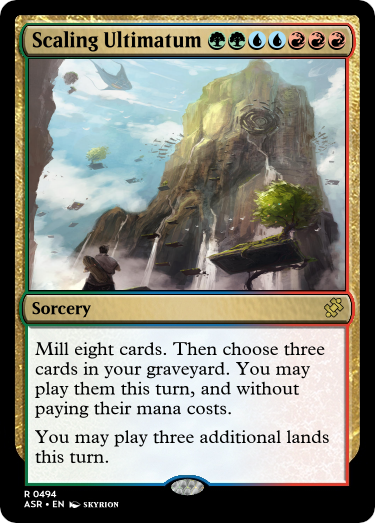 Scaling Ultimatum
Sorcery
Mill eight cards. Then choose three
cards in your graveyard. You may
play them this turn, and without
paying their mana costs.
You may play three additional lands
this turn.
R 0494
ASR • EN SKYRION